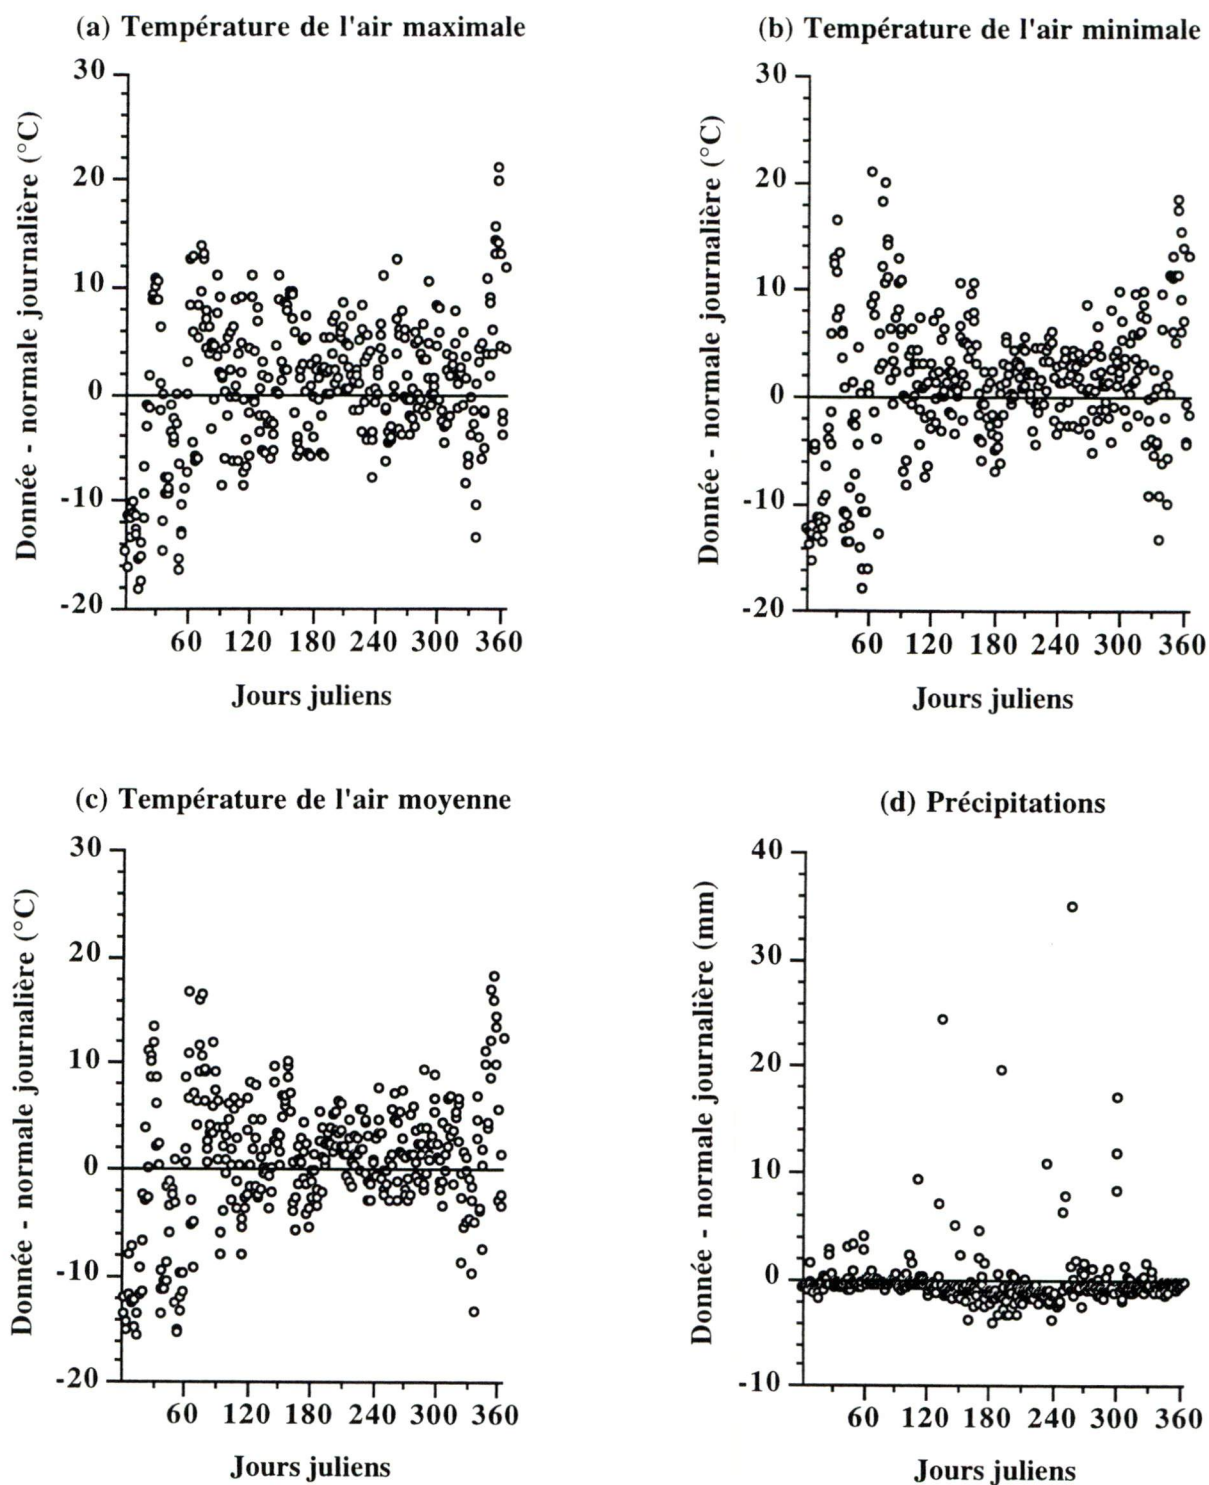 (a) Température de l'air maximale
Donnée - normale journalière (°C)
30
20
10
0
-10
-20
60 120 180 240 300 360
Jours juliens
(b) Température de l'air minimale
Donnée - normale journalière (°C)
30
20
10
0
-10
-20
60 120 180 240 300 360
Jours juliens
(c) Température de l'air moyenne
Donnée - normale journalière (°C)
30
20
10
0
-10
-20
60 120 180 240 300 360
Jours juliens
(d) Précipitations
Donnée - normale journalière (mm)
40
30
20
10
0
-10
60 120 180 240 300 360
Jours juliens